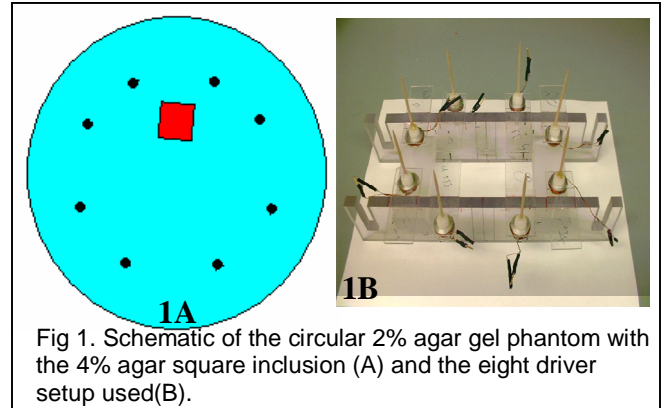 1A
1B
Fig 1. Schematic of the circular 2% agar gel phantom with
the 4% agar square inclusion (A) and the eight driver
setup used(B).